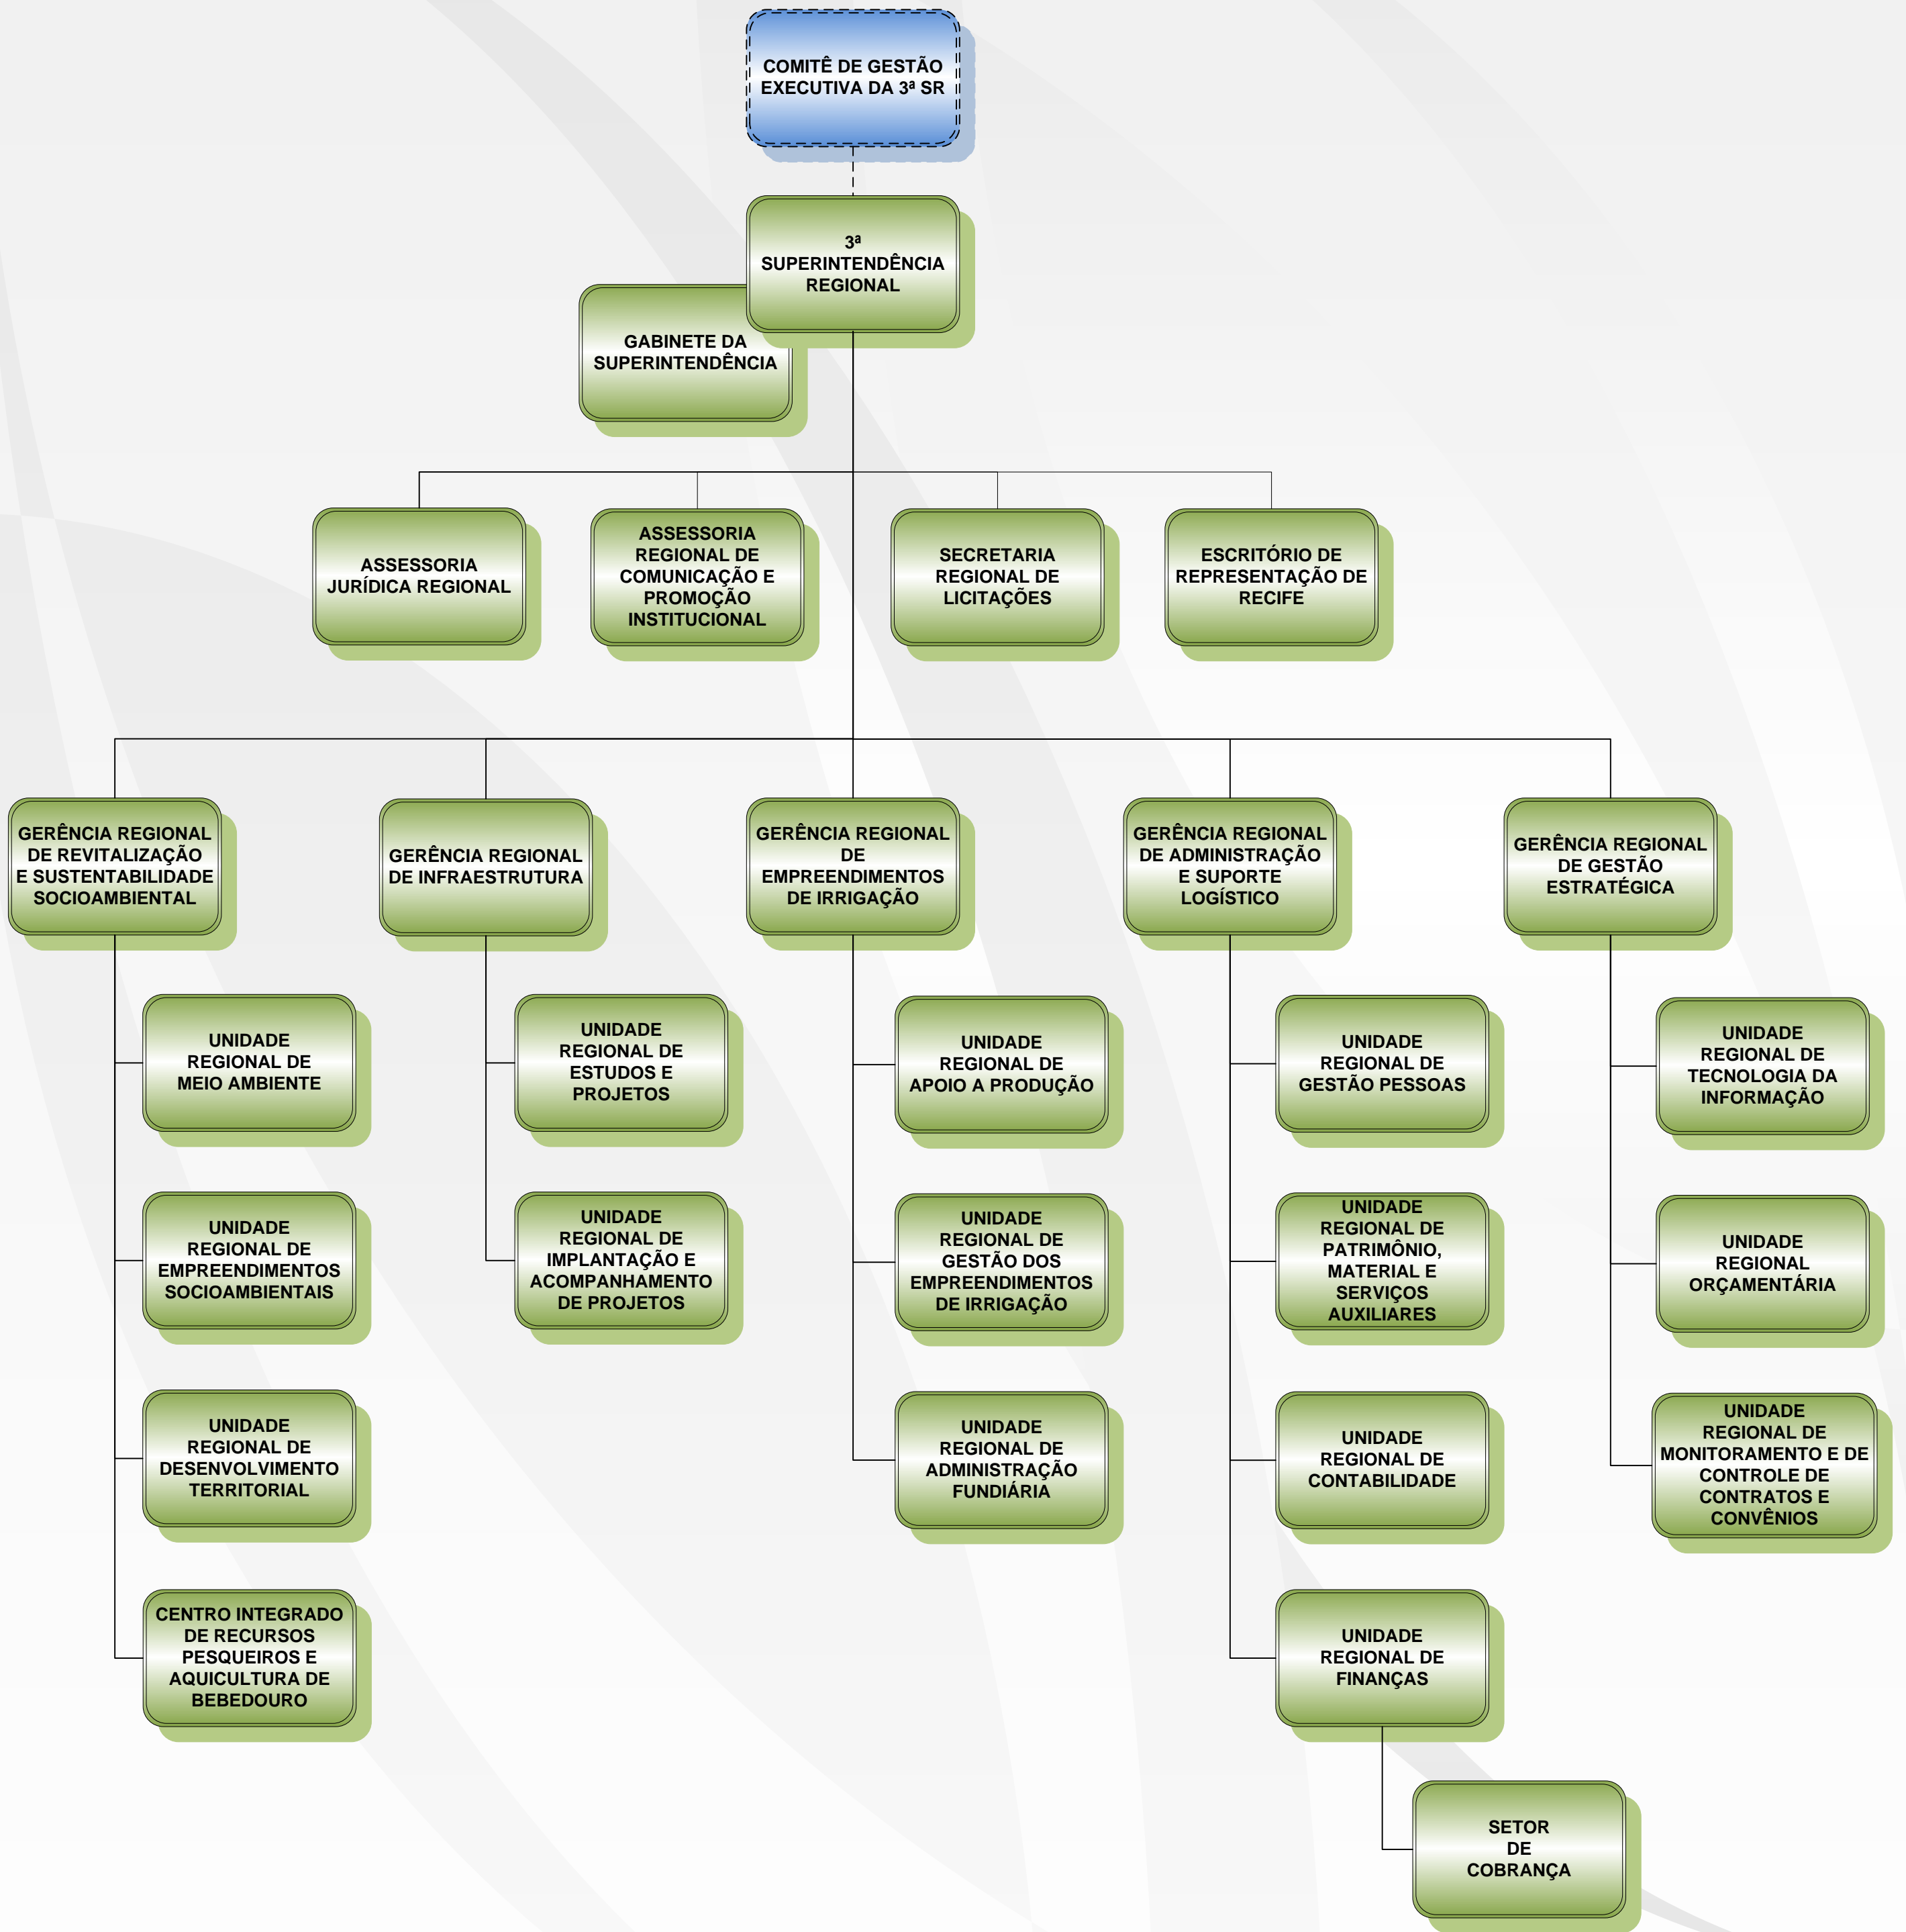 COMITÊ DE GESTÃO
EXECUTIVA DA 3ª SR
3ª
SUPERINTENDÊNCIA
REGIONAL
GABINETE DA
SUPERINTENDÊNCIA
ASSESSORIA
JURÍDICA REGIONAL
ASSESSORIA
REGIONAL DE
COMUNICAÇÃO E
PROMOÇÃO
INSTITUCIONAL
SECRETARIA
REGIONAL DE
LICITAÇÕES
ESCRITÓRIO DE
REPRESENTAÇÃO DE
RECIFE
GERÊNCIA REGIONAL
DE REVITALIZAÇÃO
E SUSTENTABILIDADE
SOCIOAMBIENTAL
GERÊNCIA REGIONAL
DE INFRAESTRUTURA
GERÊNCIA REGIONAL
DE
EMPREENDIMENTOS
DE IRRIGAÇÃO
GERÊNCIA REGIONAL
DE ADMINISTRAÇÃO
E SUPORTE
LOGÍSTICO
GERÊNCIA REGIONAL
DE GESTÃO
ESTRATÉGICA
UNIDADE
REGIONAL DE
MEIO AMBIENTE
UNIDADE
REGIONAL DE
ESTUDOS E
PROJETOS
UNIDADE
REGIONAL DE
APOIO A PRODUÇÃO
UNIDADE
REGIONAL DE
GESTÃO PESSOAS
UNIDADE
REGIONAL DE
TECNOLOGIA DA
INFORMAÇÃO
UNIDADE
REGIONAL DE
EMPREENDIMENTOS
SOCIOAMBIENTAIS
UNIDADE
REGIONAL DE
IMPLANTAÇÃO E
ACOMPANHAMENTO
DE PROJETOS
UNIDADE
REGIONAL DE
GESTÃO DOS
EMPREENDIMENTOS
DE IRRIGAÇÃO
UNIDADE
REGIONAL DE
PATRIMÔNIO,
MATERIAL E
SERVIÇOS
AUXILIARES
UNIDADE
REGIONAL
ORÇAMENTÁRIA
UNIDADE
REGIONAL DE
DESENVOLVIMENTO
TERRITORIAL
UNIDADE
REGIONAL DE
ADMINISTRAÇÃO
FUNDIÁRIA
UNIDADE
REGIONAL DE
CONTABILIDADE
UNIDADE
REGIONAL DE
MONITORAMENTO E DE
CONTROLE DE
CONTRATOS E
CONVÊNIOS
CENTRO INTEGRADO
DE RECURSOS
PESQUEIROS E
AQUICULTURA DE
BEBEDOURO
UNIDADE
REGIONAL DE
FINANÇAS
SETOR
DE
COBRANÇA